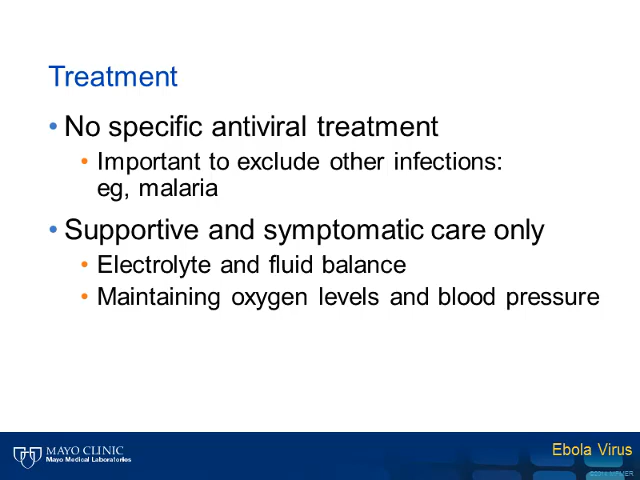 Treatment
• No specific antiviral treatment
• Important to exclude other infections:
eg, malaria
• Supportive and symptomatic care only
• Electrolyte and fluid balance
• Maintaining oxygen levels and blood pressure
MAYO CLINIC
Mayo Medical Laboratories
Ebola Virus